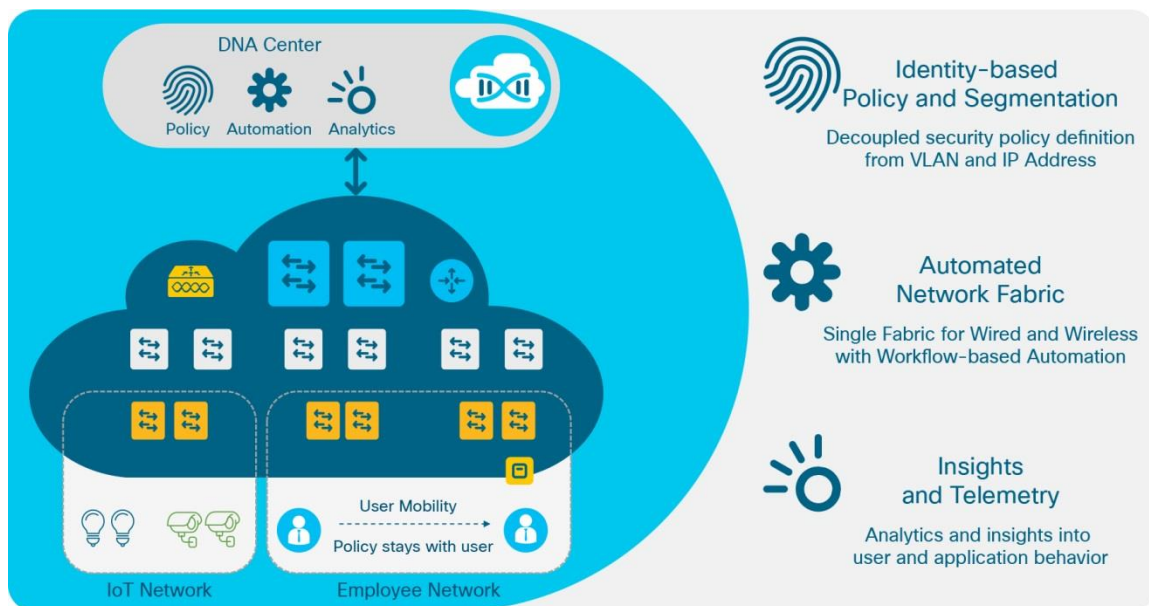 DNA Center
Policy
Automation
Analytics
User Mobility
Policy stays with user
IoT Network
Employee Network
Identity-based
Policy and Segmentation
Decoupled security policy definition
from VLAN and IP Address
Automated
Network Fabric
Single Fabric for Wired and Wireless
with Workflow-based Automation
Insights
and Telemetry
Analytics and insights into
user and application behavior